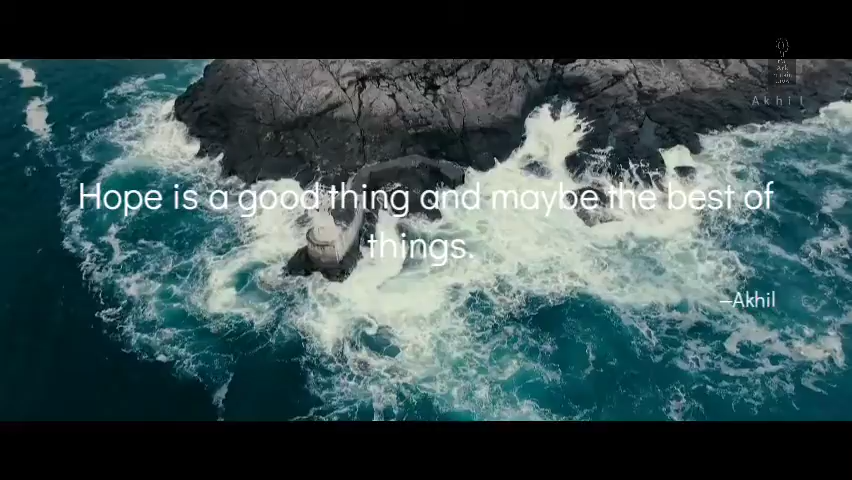 Akhil
Hope is a good thing and maybe the best of
things.
–Akhil